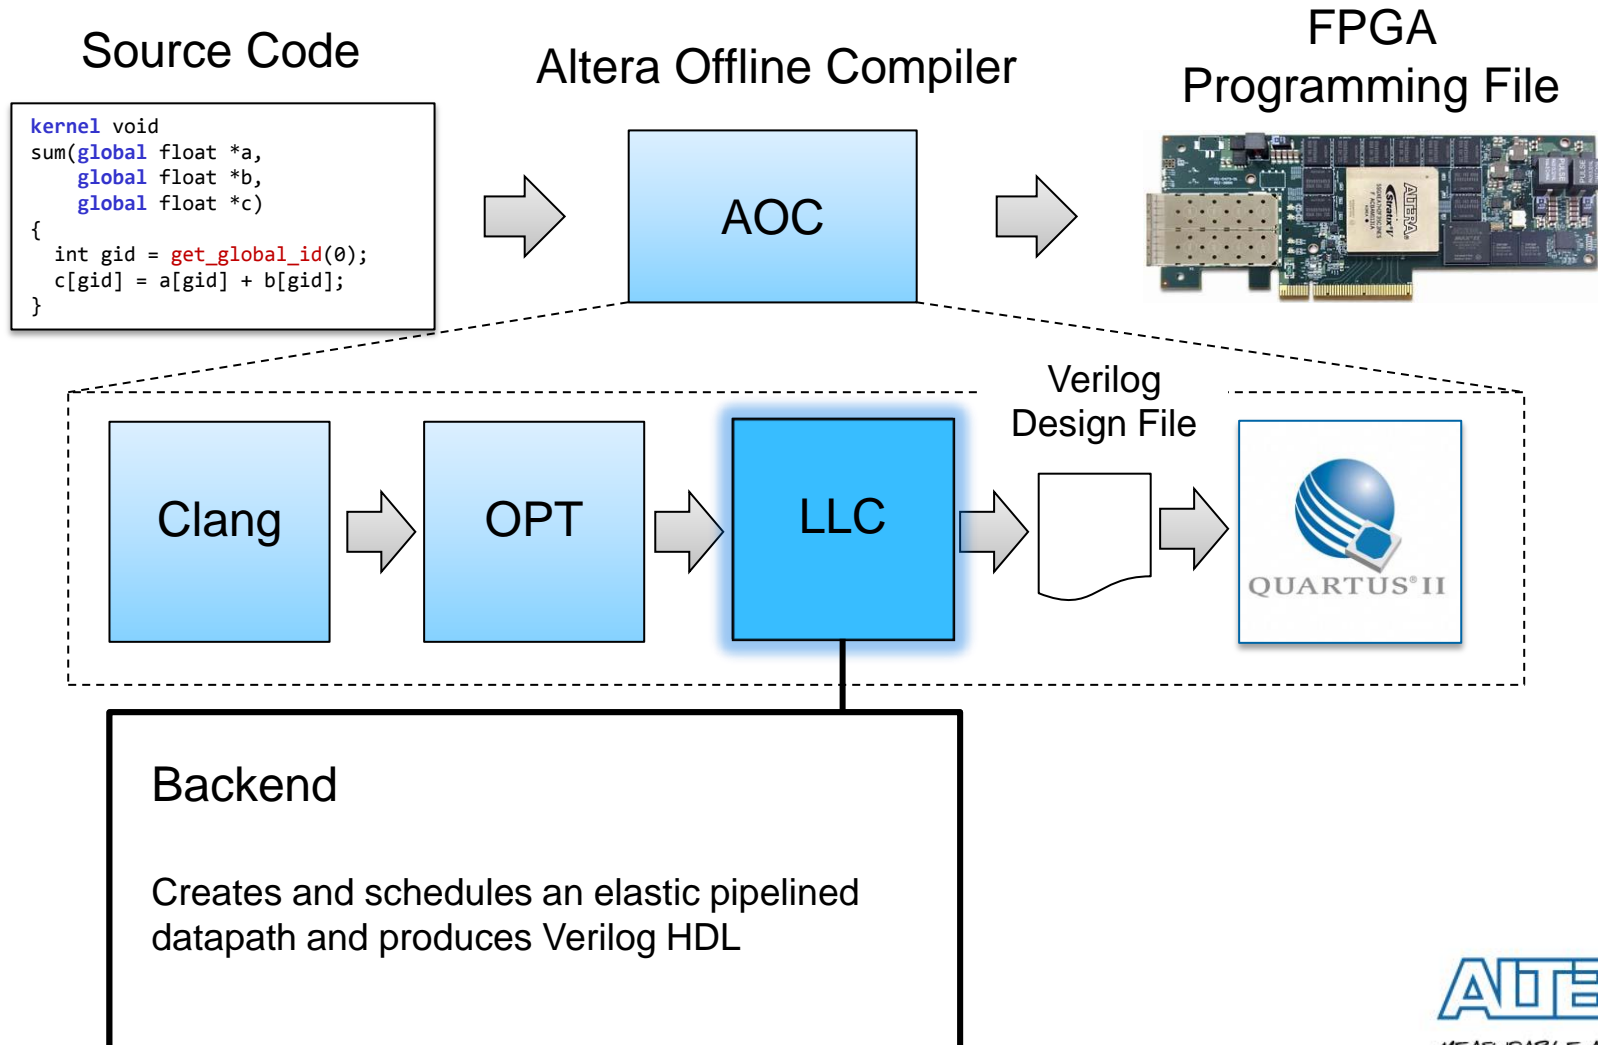 Source Code
Altera Offline Compiler
FPGA
Programming File
kernel void
sum(global float *a,
    global float *b,
    global float *c)
{
  int gid = get_global_id(0);
  c[gid] = a[gid] + b[gid];
}
AOC
ALTERA
Stratix V
Verilog
Design File
Clang
OPT
LLC
QUARTUS® II
Backend
Creates and schedules an elastic pipelined
datapath and produces Verilog HDL